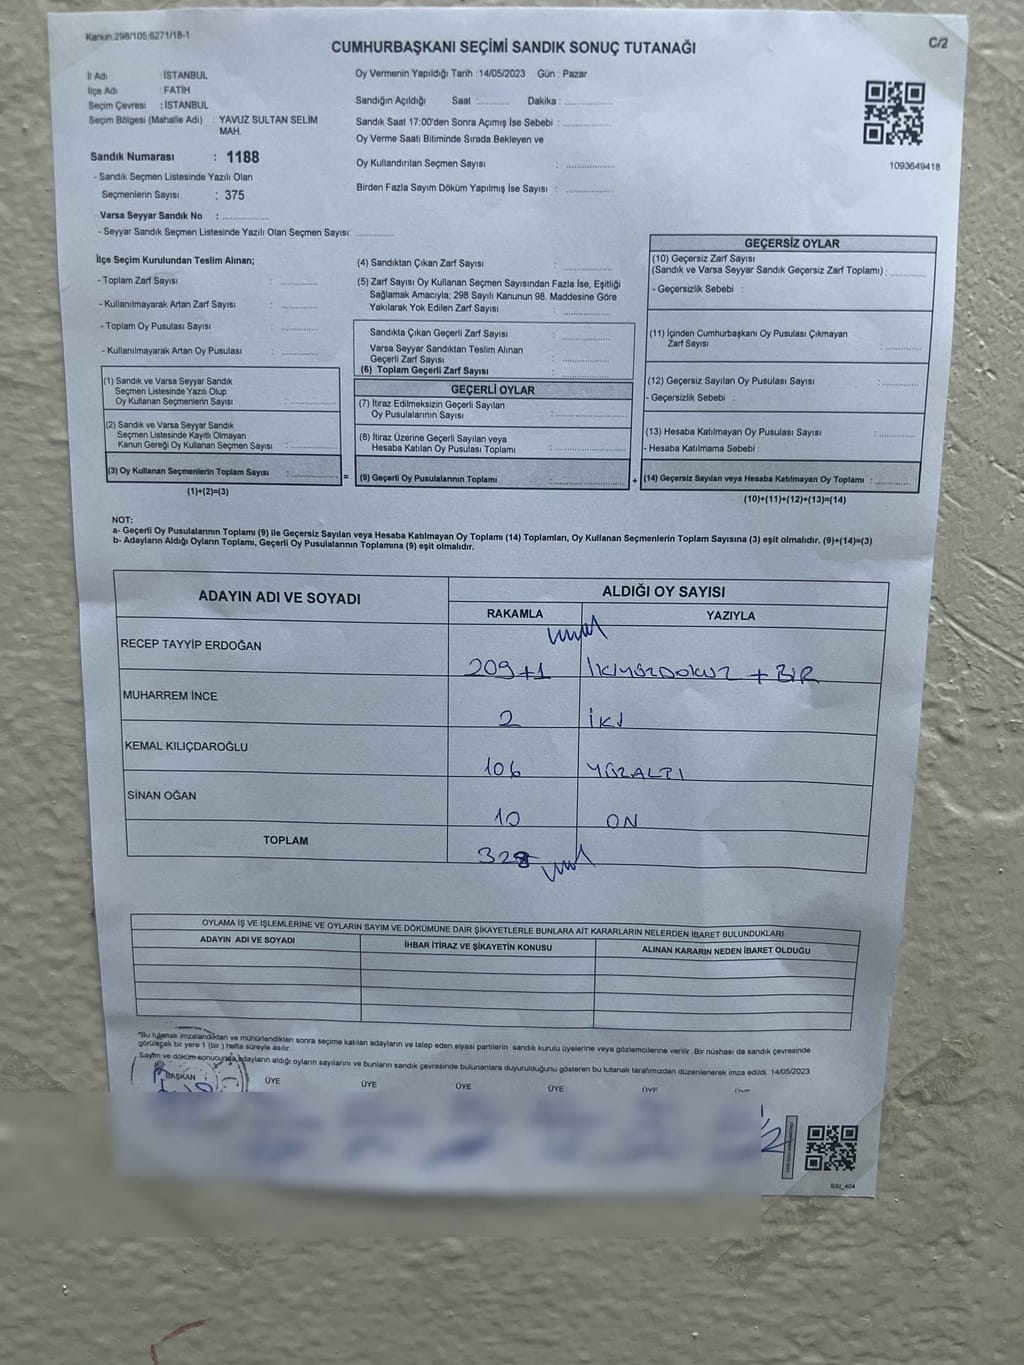 Kanun:298/105,6271/18-1
CUMHURBAŞKANI SEÇİMİ SANDIK SONUÇ TUTANAĞI
C/2
İl Adı : İSTANBUL
İlçe Adı : FATİH
Seçim Çevresi : İSTANBUL
Seçim Bölgesi (Mahalle Adı) : YAVUZ SULTAN SELİM
MAH.
Sandık Numarası : 1188
- Sandık Seçmen Listesinde Yazılı Olan
Seçmenlerin Sayısı : 375
Varsa Seyyar Sandık No : ..............
- Seyyar Sandık Seçmen Listesinde Yazılı Olan Seçmen Sayısı: ..............
Oy Vermenin Yapıldığı Tarih : 14/05/2023 Gün : Pazar
Sandığın Açıldığı Saat :............ Dakika : ..............
Sandık Saat 17:00'den Sonra Açımış İse Sebebi : ..............
Oy Verme Saati Bitiminde Sırada Bekleyen ve
Oy Kullandırılan Seçmen Sayısı : ..............
Birden Fazla Sayım Döküm Yapılmış İse Sayısı : ..............
1093649418
İlçe Seçim Kurulundan Teslim Alınan;
- Toplam Zarf Sayısı : ..............
- Kullanılmayarak Artan Zarf Sayısı : ..............
- Toplam Oy Pusulası Sayısı : ..............
- Kullanılmayarak Artan Oy Pusulası : ..............
(1) Sandık ve Varsa Seyyar Sandık
Seçmen Listesinde Yazılı Olup
Oy Kullanan Seçmenlerin Sayısı : ..............
(2) Sandık ve Varsa Seyyar Sandık
Seçmen Listesinde Kayıtlı Olmayan
Kanun Gereği Oy Kullanan Seçmen Sayısı : ..............
(3) Oy Kullanan Seçmenlerin Toplam Sayısı : ..............
(1)+(2)=(3)
(4) Sandıktan Çıkan Zarf Sayısı : ..............
(5) Zarf Sayısı Oy Kullanan Seçmen Sayısından Fazla İse, Eşitliği
Sağlamak Amacıyla; 298 Sayılı Kanunun 98. Maddesine Göre
Yakılarak Yok Edilen Zarf Sayısı : ..............
Sandıkta Çıkan Geçerli Zarf Sayısı : ..............
Varsa Seyyar Sandıktan Teslim Alınan
Geçerli Zarf Sayısı : ..............
(6) Toplam Geçerli Zarf Sayısı : ..............
GEÇERLİ OYLAR
(7) İtiraz Edilmeksizin Geçerli Sayılan
Oy Pusulalarının Sayısı : ..............
(8) İtiraz Üzerine Geçerli Sayılan veya
Hesaba Katılan Oy Pusulası Toplamı : ..............
= (9) Geçerli Oy Pusulalarının Toplamı : ..............
GEÇERSİZ OYLAR
(10) Geçersiz Zarf Sayısı
(Sandık ve Varsa Seyyar Sandık Geçersiz Zarf Toplamı) : ..............
- Geçersizlik Sebebi :
(11) İçinden Cumhurbaşkanı Oy Pusulası Çıkmayan
Zarf Sayısı : ..............
(12) Geçersiz Sayılan Oy Pusulası Sayısı : ..............
- Geçersizlik Sebebi :
(13) Hesaba Katılmayan Oy Pusulası Sayısı : ..............
- Hesaba Katılmama Sebebi :
+ (14) Geçersiz Sayılan veya Hesaba Katılmayan Oy Toplamı : ..............
(10)+(11)+(12)+(13)=(14)
NOT:
a- Geçerli Oy Pusulalarının Toplamı (9) ile Geçersiz Sayılan veya Hesaba Katılmayan Oy Toplamı (14) Toplamları, Oy Kullanan Seçmenlerin Toplam Sayısına (3) eşit olmalıdır. (9)+(14)=(3)
b- Adayların Aldığı Oyların Toplamı, Geçerli Oy Pusulalarının Toplamına (9) eşit olmalıdır.
ADAYIN ADI VE SOYADI ALDIĞI OY SAYISI
RAKAMLA YAZIYLA
RECEP TAYYİP ERDOĞAN 209+1 İKİYÜZDOKUZ + BİR
MUHARREM İNCE 2 İKİ
KEMAL KILIÇDAROĞLU 106 YÜZALTI
SİNAN OĞAN 10 ON
TOPLAM 328
OYLAMA İŞ VE İŞLEMLERİNE VE OYLARIN SAYIM VE DÖKÜMÜNE DAİR ŞİKAYETLERLE BUNLARA AİT KARARLARIN NELERDEN İBARET BULUNDUKLARI
ADAYIN ADI VE SOYADI İHBAR İTİRAZ VE ŞİKAYETİN KONUSU ALINAN KARARIN NEDEN İBARET OLDUĞU
*Bu tutanak imzalandıktan ve mühürlendikten sonra seçime katılan adayların ve talep eden siyasi partilerin sandık kurulu üyelerine veya gözlemcilerine verilir. Bir nüshası da sandık çevresinde
görülecek bir yere 1 (bir ) hafta süreyle asılır.
Sayım ve döküm sonucunda adayların aldığı oyların sayılarını ve bunların sandık çevresinde bulunanlara duyurulduğunu gösteren bu tutanak tarafımızdan düzenlenerek imza edildi. 14/05/2023
BAŞKAN ÜYE ÜYE ÜYE ÜYE ÜYE ÜYE